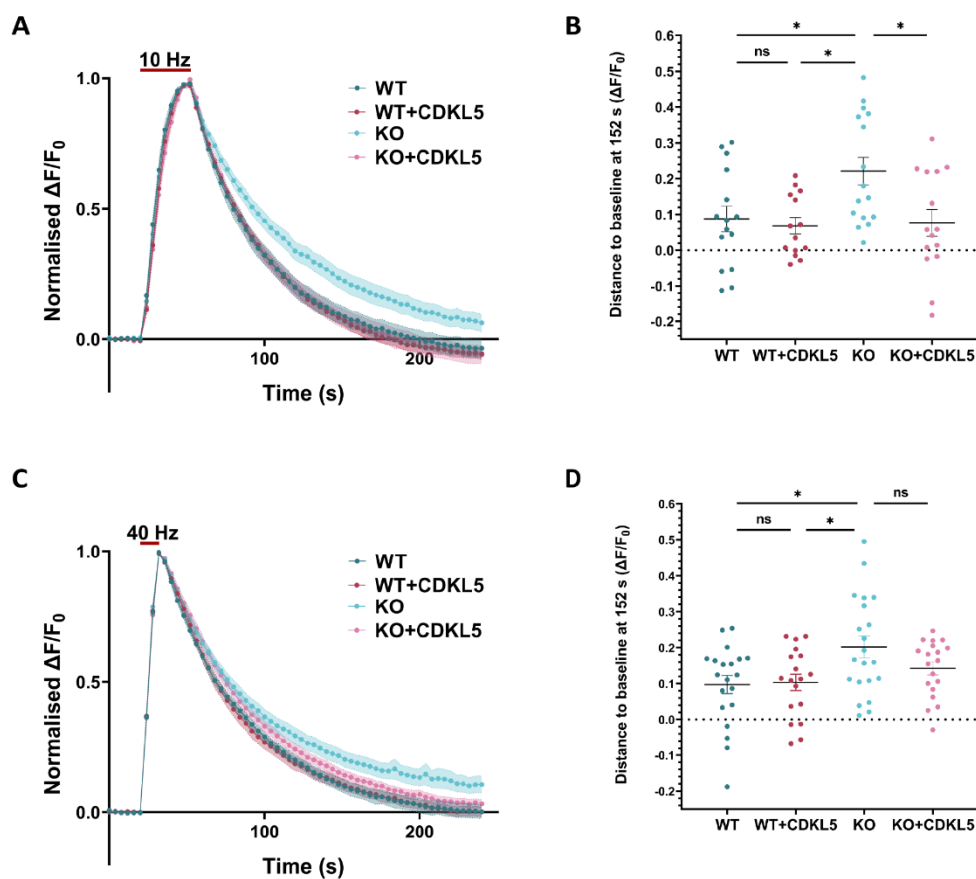 A
10 Hz
WT
WT+CDKL5
KO
KO+CDKL5
1.0
0.5
0.0
Normalised ΔF/F0
100
200
Time (s)
B
*
*
ns
*
0.6
0.5
0.4
0.3
0.2
0.1
0.0
-0.1
-0.2
Distance to baseline at 152 s (ΔF/F0)
WT
WT+CDKL5
KO
KO+CDKL5
C
40 Hz
WT
WT+CDKL5
KO
KO+CDKL5
1.0
0.5
0.0
Normalised ΔF/F0
100
200
Time (s)
D
*
ns
ns
*
0.6
0.5
0.4
0.3
0.2
0.1
0.0
-0.1
-0.2
Distance to baseline at 152 s (ΔF/F0)
WT
WT+CDKL5
KO
KO+CDKL5